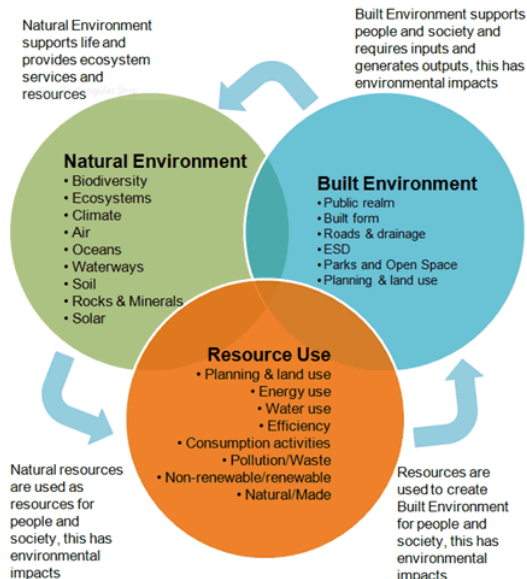 Natural Environment
supports life and
provides ecosystem
services and
resources
Built Environment supports
people and society and
requires inputs and
generates outputs, this has
environmental impacts
Natural Environment
• Biodiversity
• Ecosystems
• Climate
• Air
• Oceans
• Waterways
• Soil
• Rocks & Minerals
• Solar
Built Environment
• Public realm
• Built form
• Roads & drainage
• ESD
• Parks and Open Space
• Planning & land use
Resource Use
• Planning & land use
• Energy use
• Water use
• Efficiency
• Consumption activities
• Pollution/Waste
• Non-renewable/renewable
• Natural/Made
Natural resources
are used as
resources for
people and
society, this has
environmental
impacts
Resources are
used to create
Built Environment
for people and
society, this has
environmental
impacts